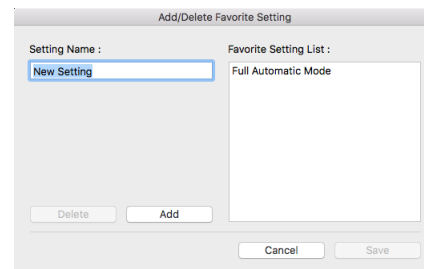 Add/Delete Favorite Setting
Setting Name :
Favorite Setting List :
New Setting
Full Automatic Mode
Delete
Add
Cancel
Save